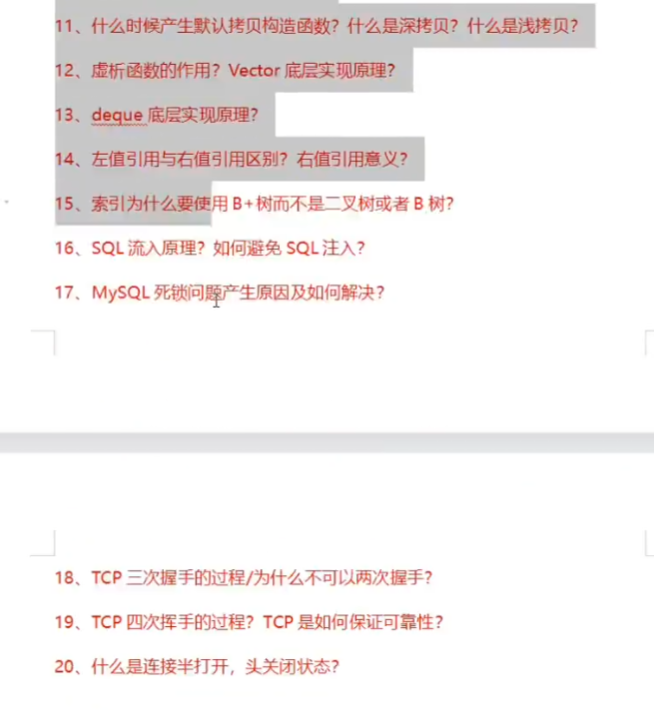 11、什么时候产生默认拷贝构造函数？什么是深拷贝？什么是浅拷贝？
12、虚析函数的作用？Vector 底层实现原理？
13、deque 底层实现原理？
14、左值引用与右值引用区别？右值引用意义？
15、索引为什么要使用 B+树而不是二叉树或者 B 树？
16、SQL 流入原理？如何避免 SQL 注入？
17、MySQL 死锁问题产生原因及如何解决？
18、TCP 三次握手的过程/为什么不可以两次握手？
19、TCP 四次挥手的过程？TCP 是如何保证可靠性？
20、什么是连接半打开，头关闭状态？